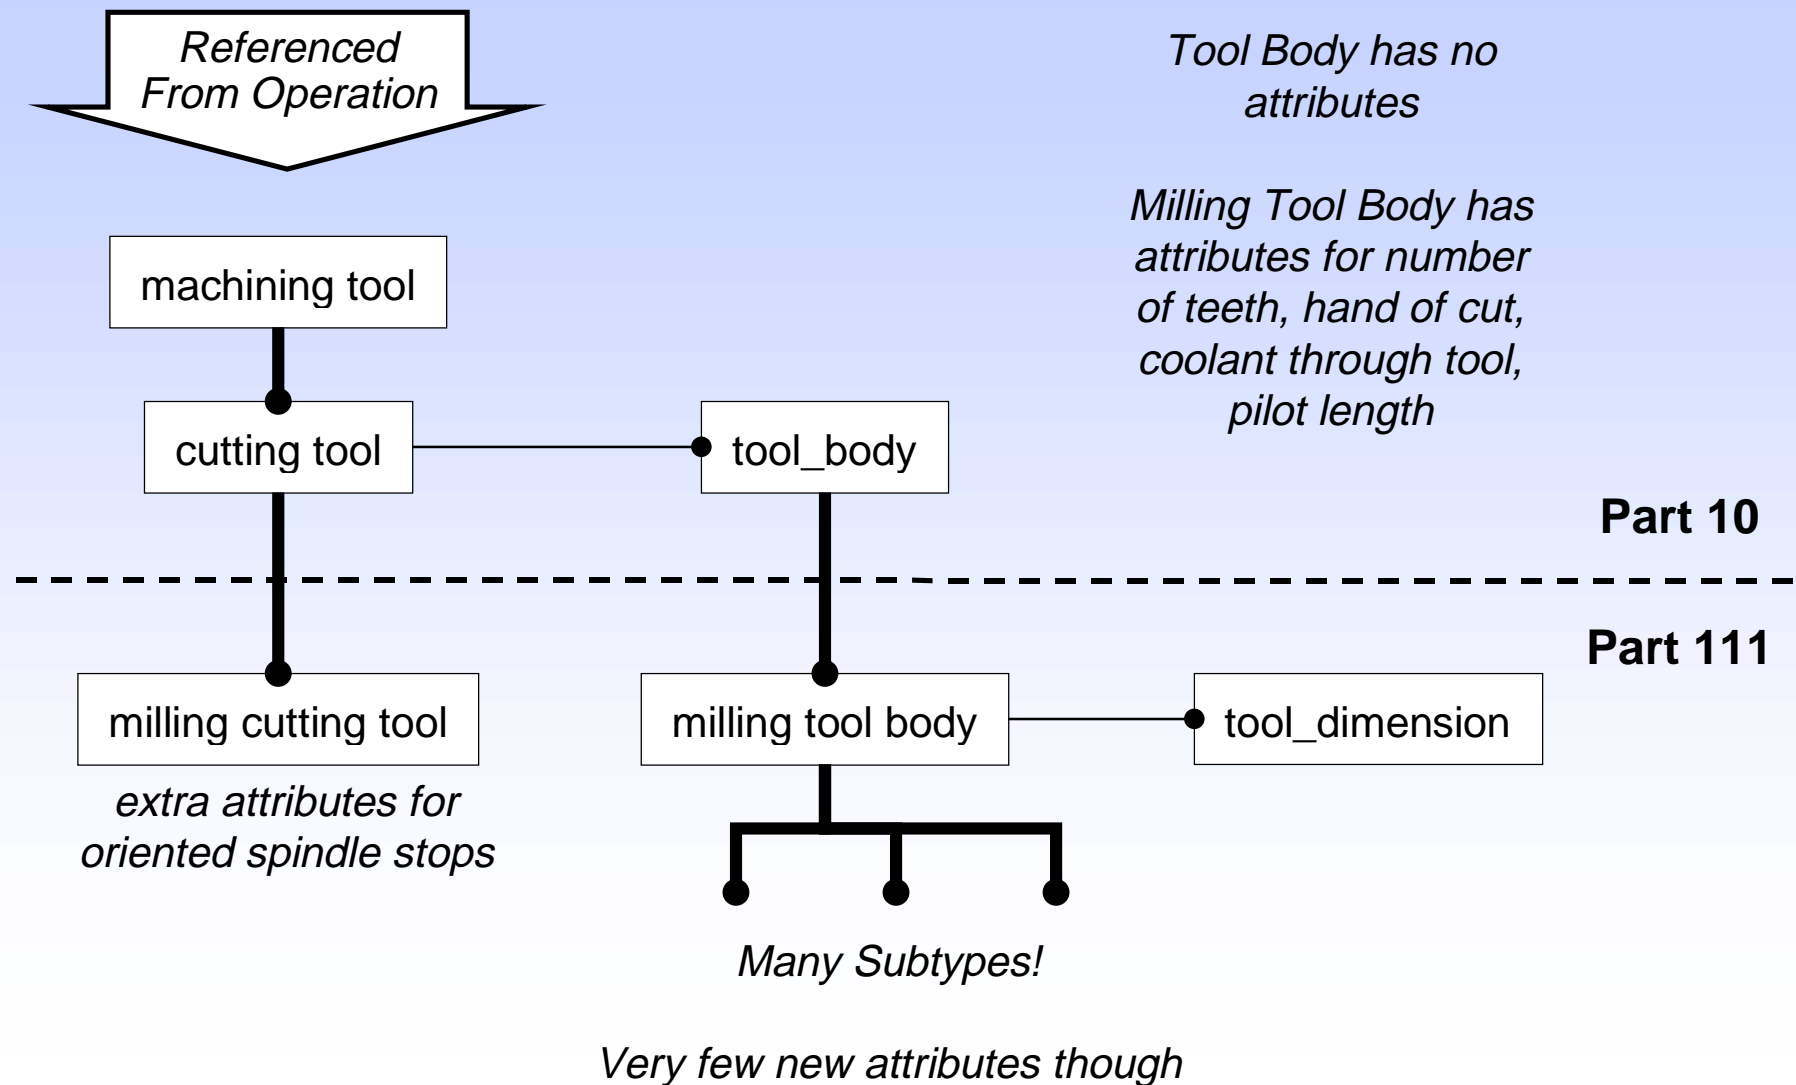 Referenced
From Operation
Tool Body has no
attributes
Milling Tool Body has
attributes for number
of teeth, hand of cut,
coolant through tool,
pilot length
machining tool
cutting tool
tool_body
Part 10
Part 111
milling cutting tool
milling tool body
tool_dimension
extra attributes for
oriented spindle stops
Many Subtypes!
Very few new attributes though